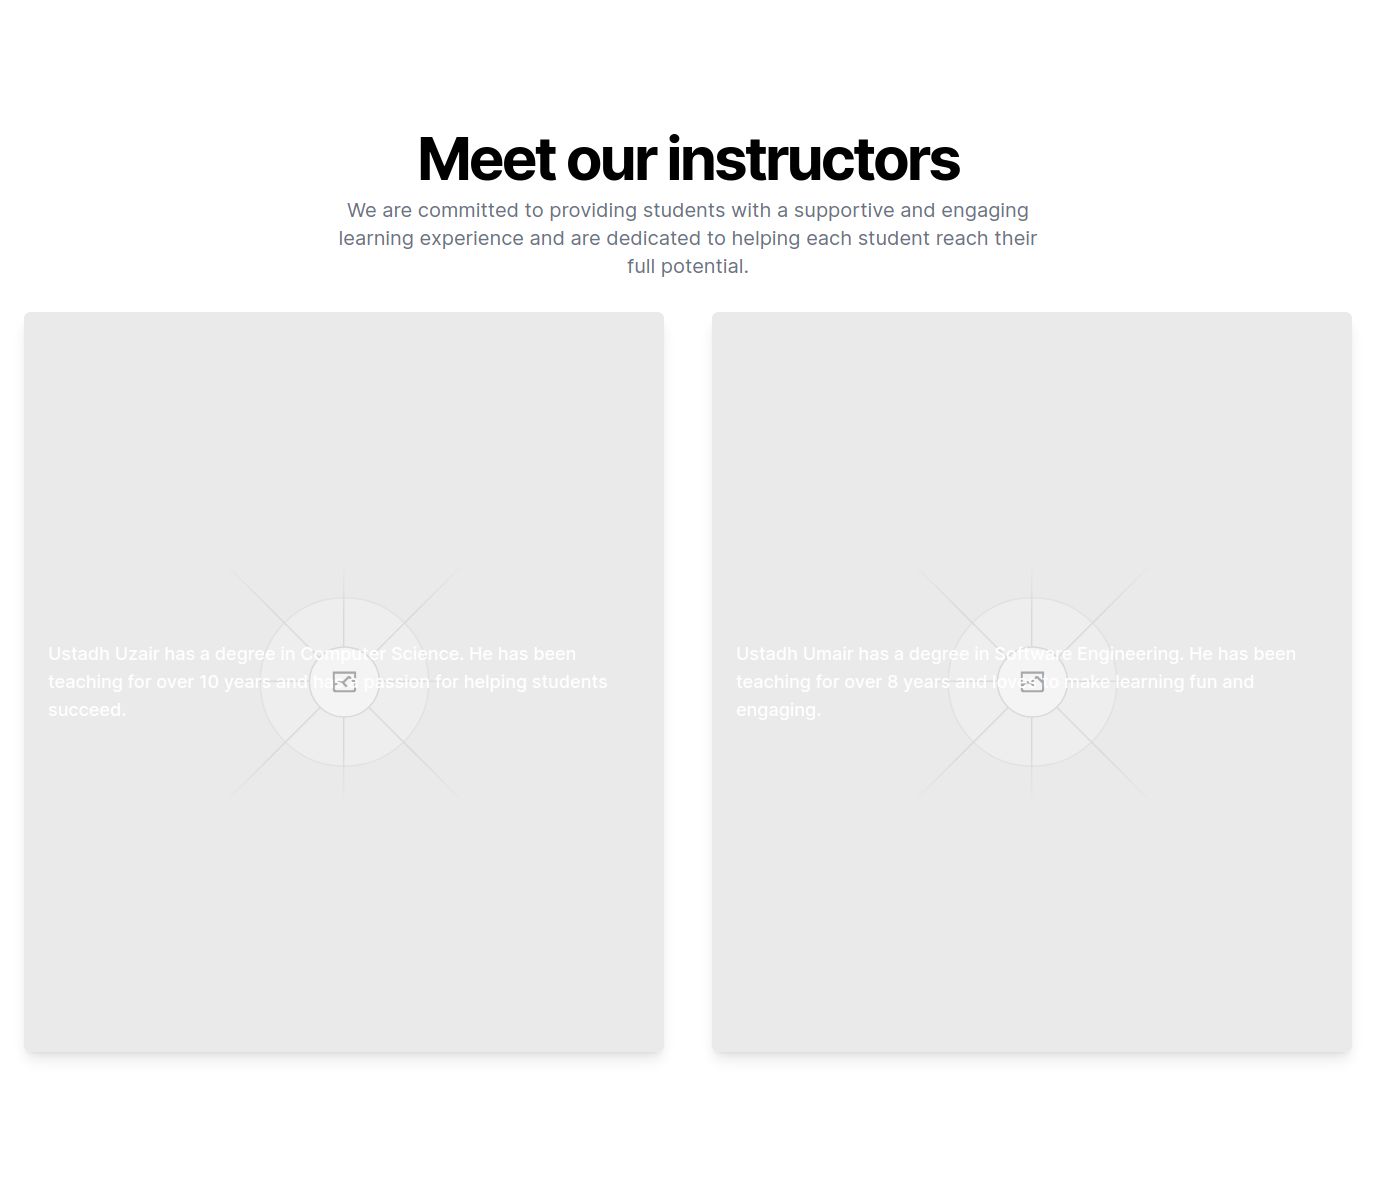 Meet our instructors
We are committed to providing students with a supportive and engaging
learning experience and are dedicated to helping each student reach their
full potential.
Ustadh Uzair has a degree in Computer Science. He has been
teaching for over 10 years and has a passion for helping students
succeed.
Ustadh Umair has a degree in Software Engineering. He has been
teaching for over 8 years and loves to make learning fun and
engaging.